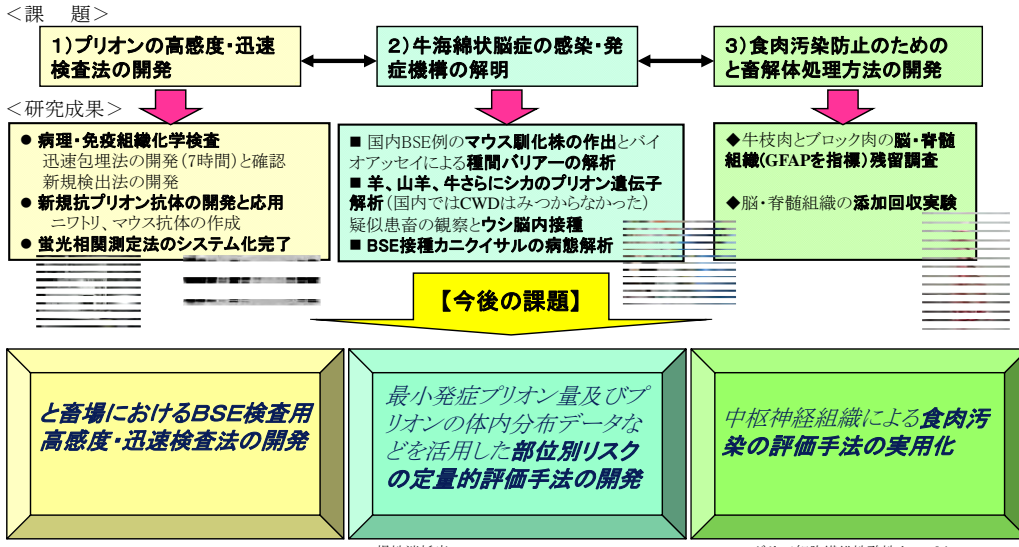 ＜課　題＞
1）プリオンの高感度・迅速
検査法の開発
2）牛海綿状脳症の感染・発
症機構の解明
3）食肉汚染防止のための
と畜解体処理方法の開発
＜研究成果＞
● 病理・免疫組織化学検査
迅速包埋法の開発（7時間）と確認
新規検出法の開発
● 新規抗プリオン抗体の開発と応用
ニワトリ、マウス抗体の作成
● 蛍光相関測定法のシステム化完了
■ 国内BSE例のマウス馴化株の作出とバイ
オアッセイによる種間バリアーの解析
■ 羊、山羊、牛さらにシカのプリオン遺伝子
解析（国内ではCWDはみつからなかった）
疑似患畜の観察とウシ脳内接種
■ BSE接種カニクイサルの病態解析
◆牛枝肉とブロック肉の脳・脊髄
組織(GFAPを指標)残留調査
◆脳・脊髄組織の添加回収実験
【今後の課題】
と畜場におけるBSE検査用
高感度・迅速検査法の開発
最小発症プリオン量及びプ
リオンの体内分布データな
どを活用した部位別リスク
の定量的評価手法の開発
中枢神経組織による食肉汚
染の評価手法の実用化